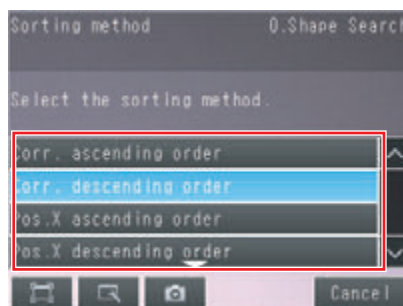 Sorting method 0.Shape Search
Select the sorting method.
Corr. ascending order
Corr. descending order
Pos.X ascending order
Pos.X descending order
Cancel